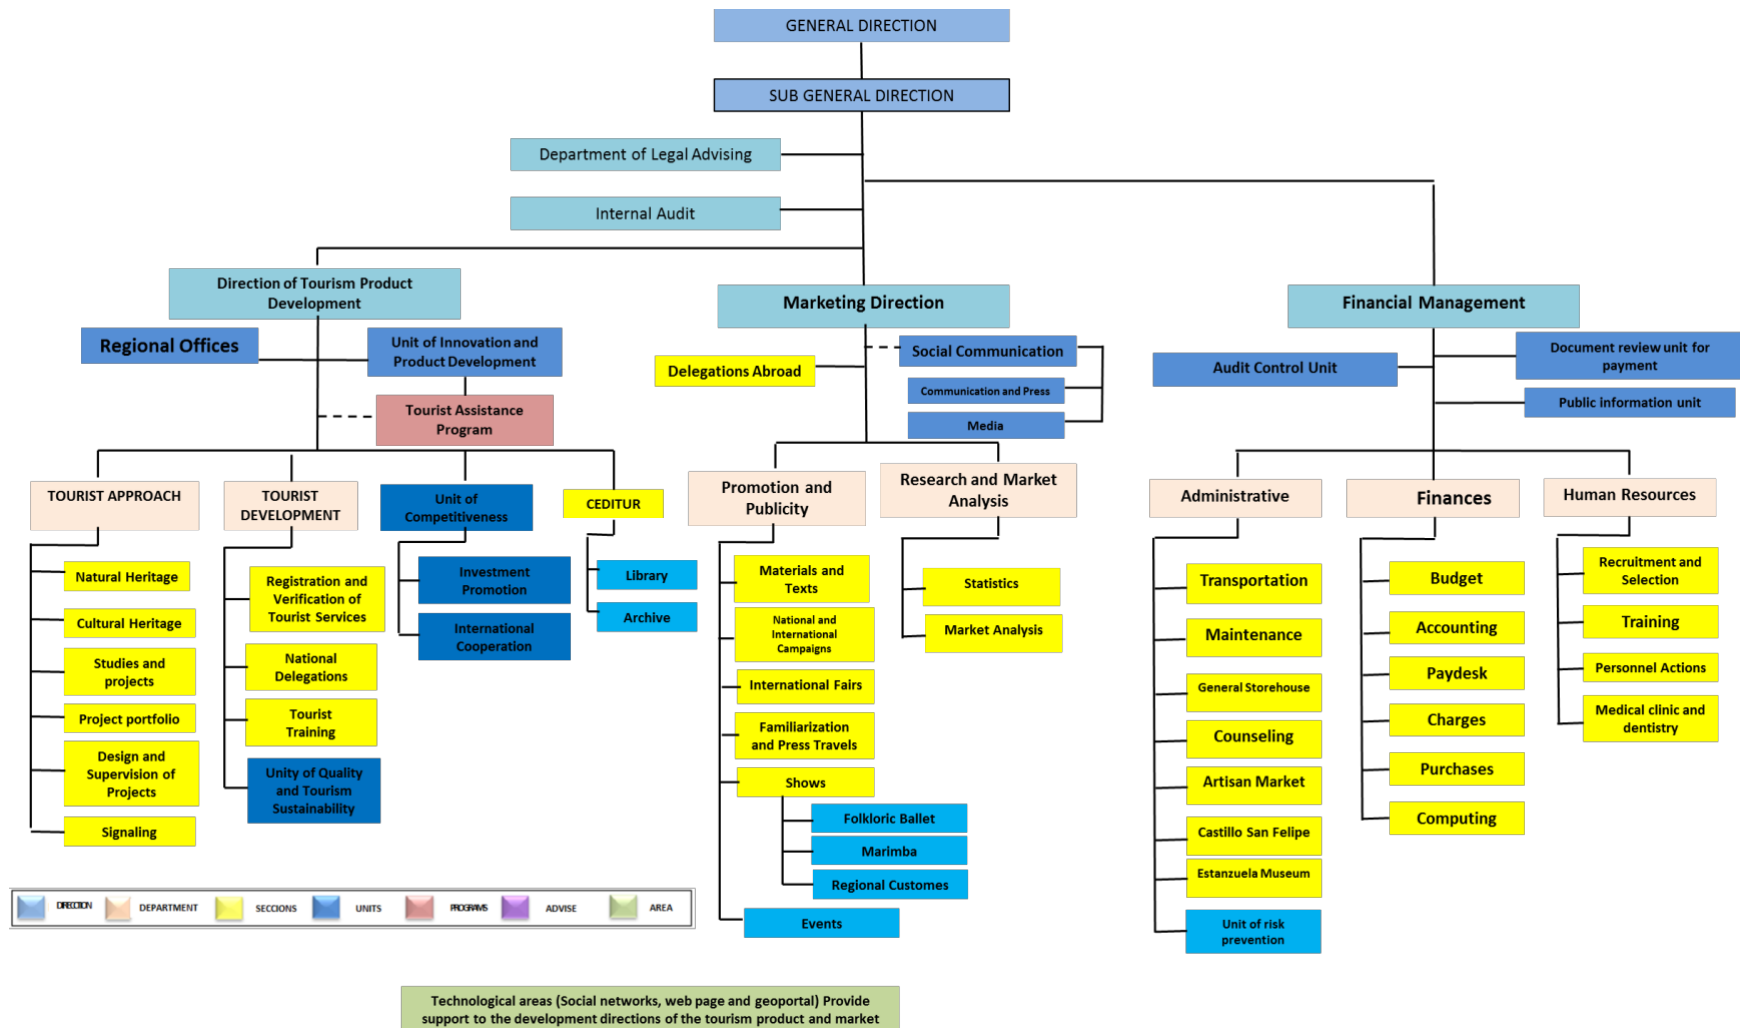 GENERAL DIRECTION
SUB GENERAL DIRECTION
Department of Legal Advising
Internal Audit
Direction of Tourism Product
Development
Marketing Direction
Financial Management
Regional Offices
Unit of Innovation and
Product Development
Tourist Assistance
Program
Delegations Abroad
Social Communication
Communication and Press
Media
Audit Control Unit
Document review unit for
payment
Public information unit
TOURIST APPROACH
Natural Heritage
Cultural Heritage
Studies and
projects
Project portfolio
Design and
Supervision of
Projects
Signaling
TOURIST
DEVELOPMENT
Registration and
Verification of
Tourist Services
National
Delegations
Tourist
Training
Unity of Quality
and Tourism
Sustainability
Unit of
Competitiveness
Investment
Promotion
International
Cooperation
CEDITUR
Library
Archive
Promotion and
Publicity
Materials and
Texts
National and
International
Campaigns
International Fairs
Familiarization
and Press Travels
Shows
Folkloric Ballet
Marimba
Regional Customes
Events
Research and Market
Analysis
Statistics
Market Analysis
Administrative
Transportation
Maintenance
General Storehouse
Counseling
Artisan Market
Castillo San Felipe
Estanzuela Museum
Unit of risk
prevention
Finances
Budget
Accounting
Paydesk
Charges
Purchases
Computing
Human Resources
Recruitment and
Selection
Training
Personnel Actions
Medical clinic and
dentistry
DIRECTION
DEPARTMENT
SECCIONS
UNITS
PROGRAMS
ADVISE
AREA
Technological areas (Social networks, web page and geoportal) Provide
support to the development directions of the tourism product and market